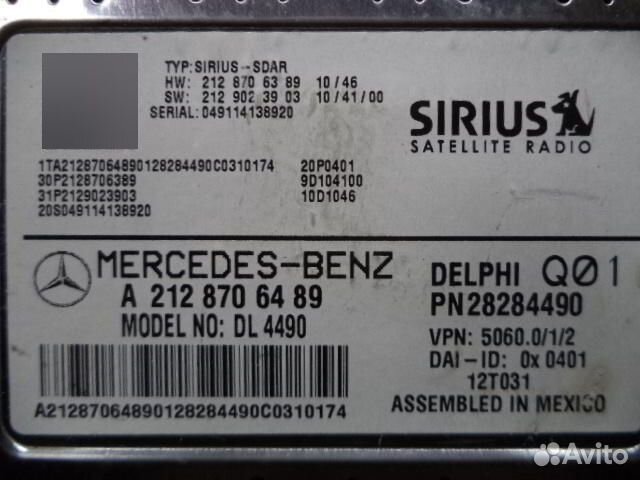 TYP: SIRIUS-SDAR
HW: 212 870 63 89 10/46
SW: 212 902 39 03 10/41/00
SERIAL: 049114138920
SIRIUS
SATELLITE RADIO
1TA21287064890128284490C0310174 20P0401
30P2128706389 9D104100
31P2129023903 10D1046
20S049114138920
MERCEDES-BENZ
A 212 870 64 89
MODEL NO: DL 4490
DELPHI Q01
PN28284490
VPN: 5060.0/1/2
DAI-ID: 0x 0401
12T031
A21287064890128284490C0310174
ASSEMBLED IN MEXICO
Avito